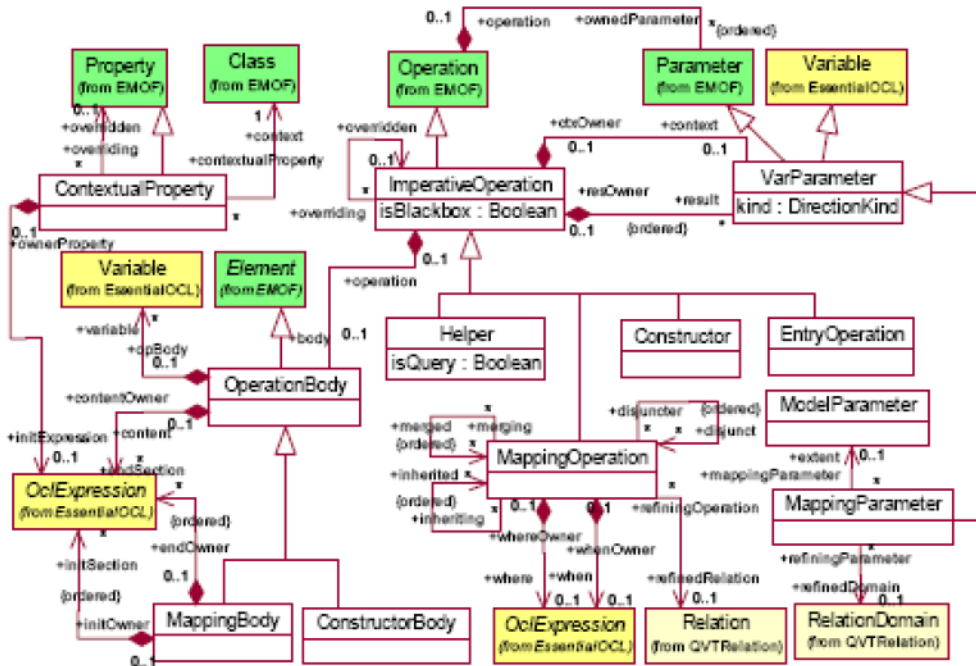 0..1
+operation
+ownedParameter
*
{ordered}
Property
(from EMOF)
Class
(from EMOF)
Operation
(from EMOF)
Parameter
(from EMOF)
Variable
(from EssentialOCL)
0..1
+overridden
+overriding
*
1
+context
+contextualProperty
*
+overridden
0..1
*
+overriding
+ctxOwner
0..1
+context
0..1
ContextualProperty
ImperativeOperation
isBlackbox : Boolean
VarParameter
kind : DirectionKind
+resOwner
0..1
+result
*
{ordered}
0..1
+ownerProperty
0..1
+operation
Variable
(from EssentialOCL)
Element
(from EMOF)
*
+variable
+opBody
0..1
+body
0..1
Helper
isQuery : Boolean
Constructor
EntryOperation
OperationBody
+contentOwner
0..1
+content
*
+initExpression
0..1
+endSection
*
+merged
{ordered}
*
+merging
*
+disjuncter
*
{ordered}
+disjunct
*
ModelParameter
+extent
0..1
+mappingParameter
*
MappingOperation
+inherited
*
{ordered}
+inheriting
*
*
+refiningOperation
MappingParameter
OclExpression
(from EssentialOCL)
{ordered}
+endOwner
0..1
*
+initSection
{ordered}
+initOwner
0..1
0..1
+whereOwner
0..1
+whenOwner
+where
0..1
+when
0..1
+refinedRelation
0..1
*
+refiningParameter
+refinedDomain
0..1
MappingBody
ConstructorBody
OclExpression
(from EssentialOCL)
Relation
(from QVTRelation)
RelationDomain
(from QVTRelation)